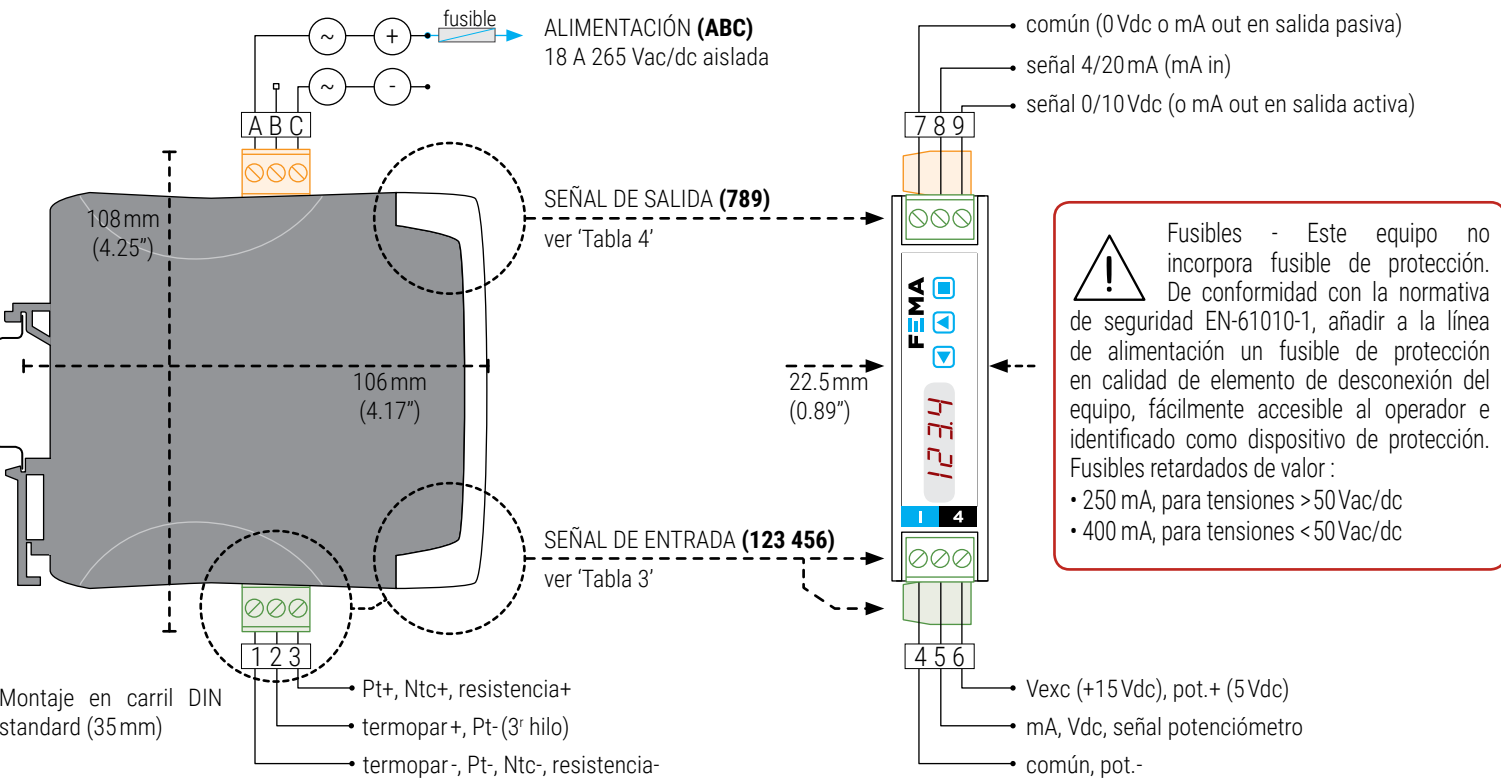 fusible
~
+
ALIMENTACIÓN (ABC)
18 A 265 Vac/dc aislada
~
-
A B C
108 mm
(4.25”)
106 mm
(4.17”)
SEÑAL DE SALIDA (789)
ver ‘Tabla 4’
SEÑAL DE ENTRADA (123 456)
ver ‘Tabla 3’
1 2 3
Pt+, Ntc+, resistencia+
termopar+, Pt- (3r hilo)
termopar-, Pt-, Ntc-, resistencia-
Montaje en carril DIN
standard (35 mm)
común (0 Vdc o mA out en salida pasiva)
señal 4/20 mA (mA in)
señal 0/10 Vdc (o mA out en salida activa)
7 8 9
FEMA
22.5 mm
(0.89”)
123.4
I 4
4 5 6
Vexc (+15 Vdc), pot.+ (5 Vdc)
mA, Vdc, señal potenciómetro
común, pot.-
!
Fusibles - Este equipo no
incorpora fusible de protección.
De conformidad con la normativa
de seguridad EN-61010-1, añadir a la línea
de alimentación un fusible de protección
en calidad de elemento de desconexión del
equipo, fácilmente accesible al operador e
identificado como dispositivo de protección.
Fusibles retardados de valor :
• 250 mA, para tensiones >50 Vac/dc
• 400 mA, para tensiones <50 Vac/dc